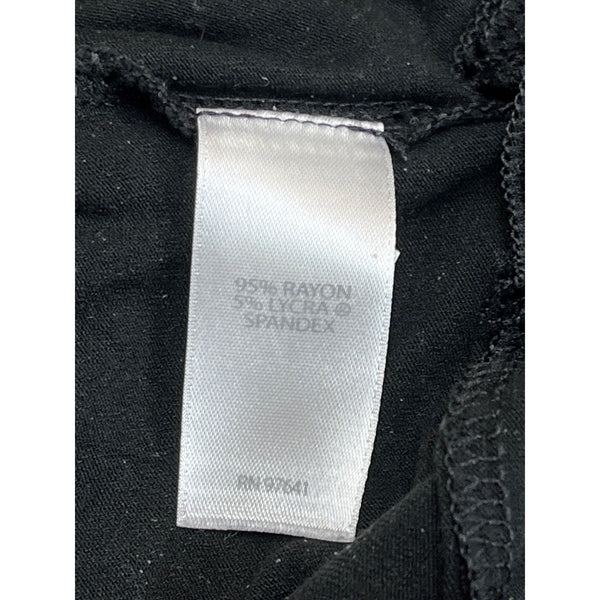 95% RAYON
5% LYCRA ®
SPANDEX
RN 97641